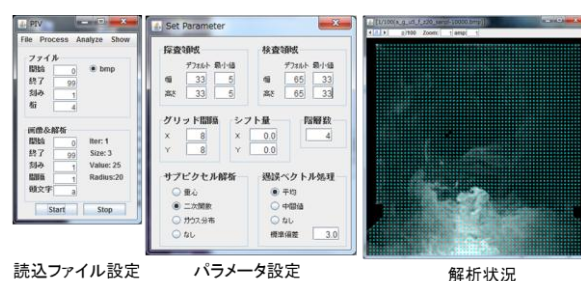 PIV
File Process Analyze Show
ファイル
開始 0 bmp
終了 99
刻み 1
桁 4
画像&解析
開始 0 Iter: 1
終了 99 Size: 3
刻み 1 Value: 25
間隔 1 Radius:20
頭文字 a
Start Stop
読込ファイル設定
Set Parameter
探査領域
デフォルト 最小値
幅 33 5
高さ 33 5
検査領域
デフォルト 最小値
幅 65 33
高さ 65 33
グリッド間隔
X 8
Y 8
シフト量
X 0.0
Y 0.0
階層数
4
サブピクセル解析
重心
二次関数
ガウス分布
なし
過誤ベクトル処理
平均
中間値
なし
標準偏差 3.0
パラメータ設定
z/100 Zoom: 1 amp: 1
解析状況